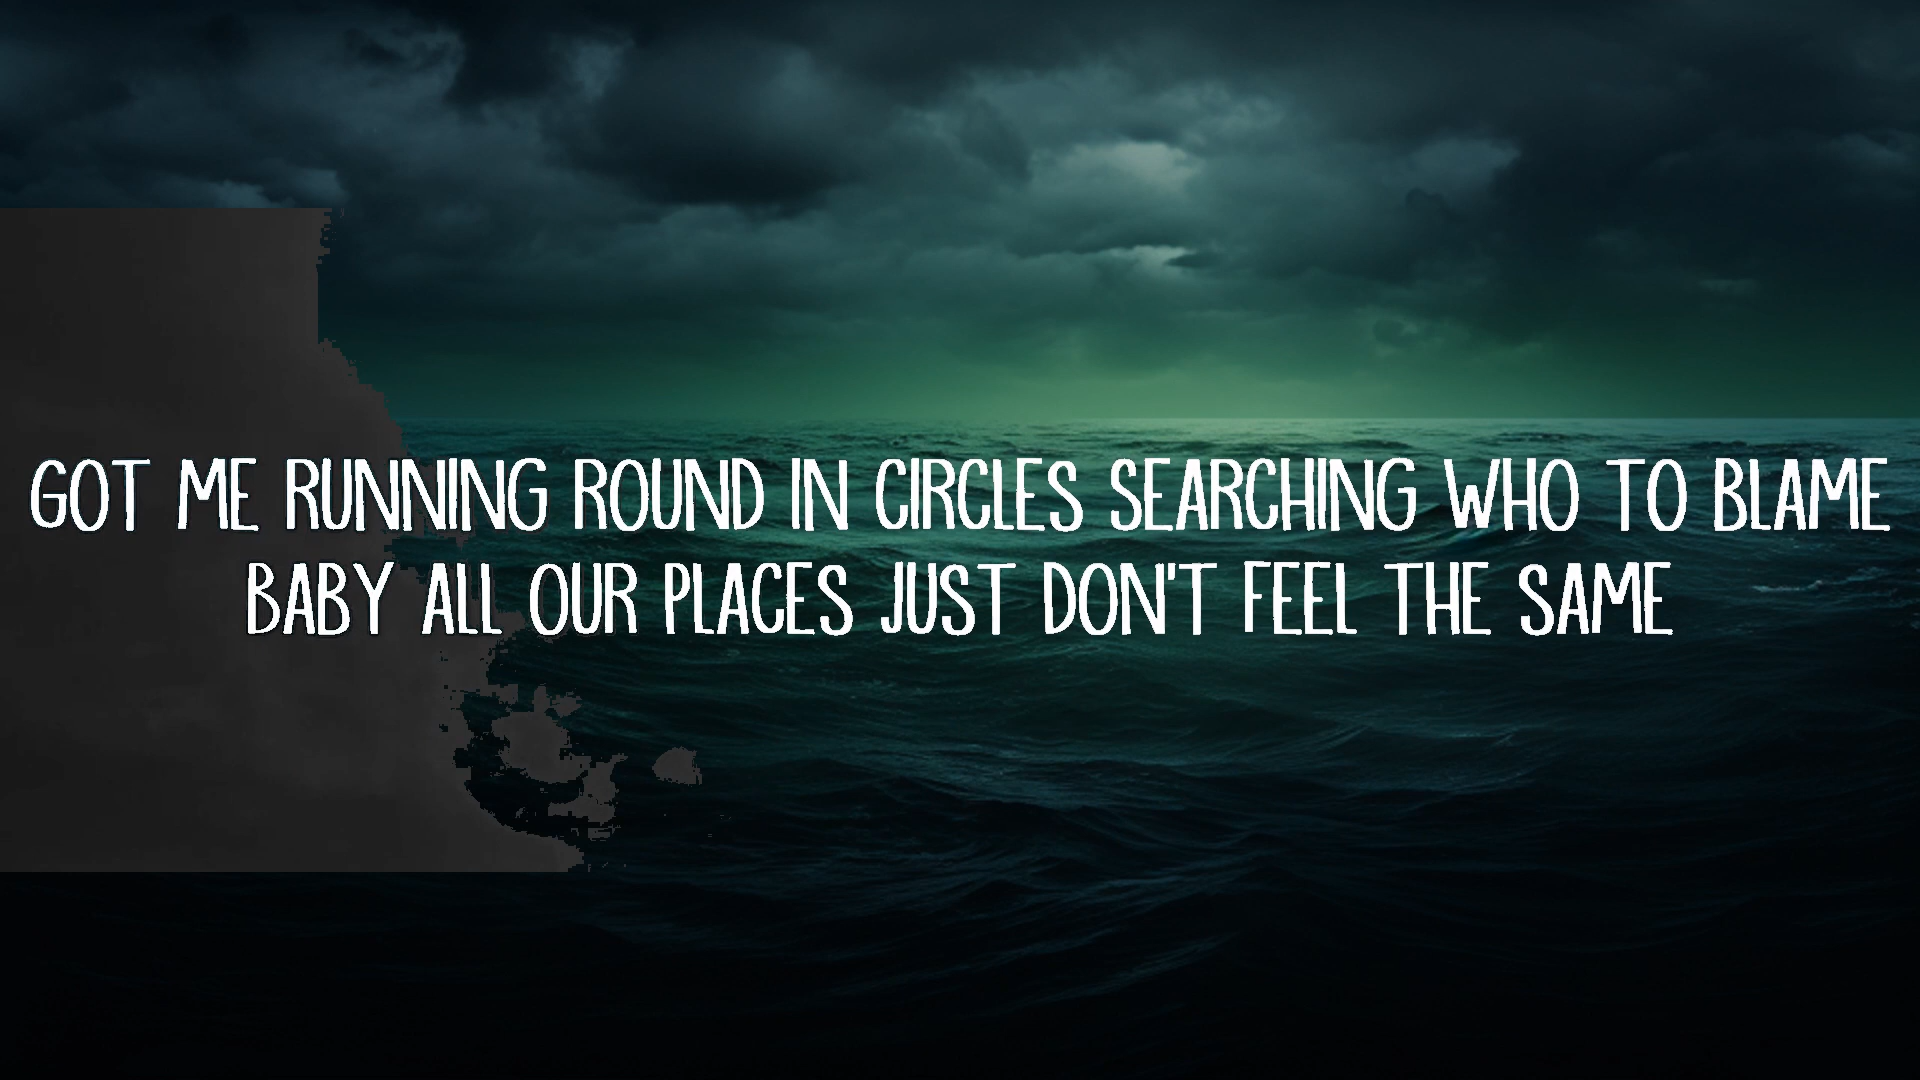 GOT ME RUNNING ROUND IN CIRCLES SEARCHING WHO TO BLAME
BABY ALL OUR PLACES JUST DON'T FEEL THE SAME